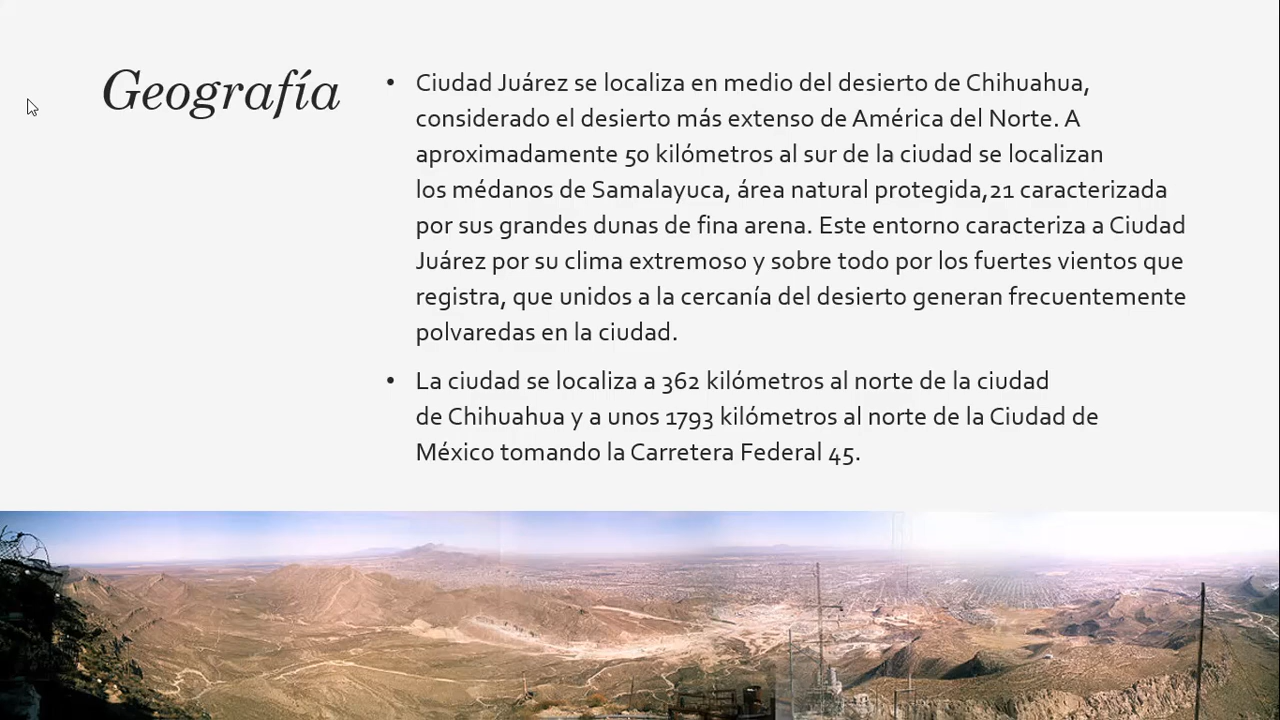 Geografía
• Ciudad Juárez se localiza en medio del desierto de Chihuahua,
considerado el desierto más extenso de América del Norte. A
aproximadamente 50 kilómetros al sur de la ciudad se localizan
los médanos de Samalayuca, área natural protegida,21 caracterizada
por sus grandes dunas de fina arena. Este entorno caracteriza a Ciudad
Juárez por su clima extremoso y sobre todo por los fuertes vientos que
registra, que unidos a la cercanía del desierto generan frecuentemente
polvaredas en la ciudad.
• La ciudad se localiza a 362 kilómetros al norte de la ciudad
de Chihuahua y a unos 1793 kilómetros al norte de la Ciudad de
México tomando la Carretera Federal 45.